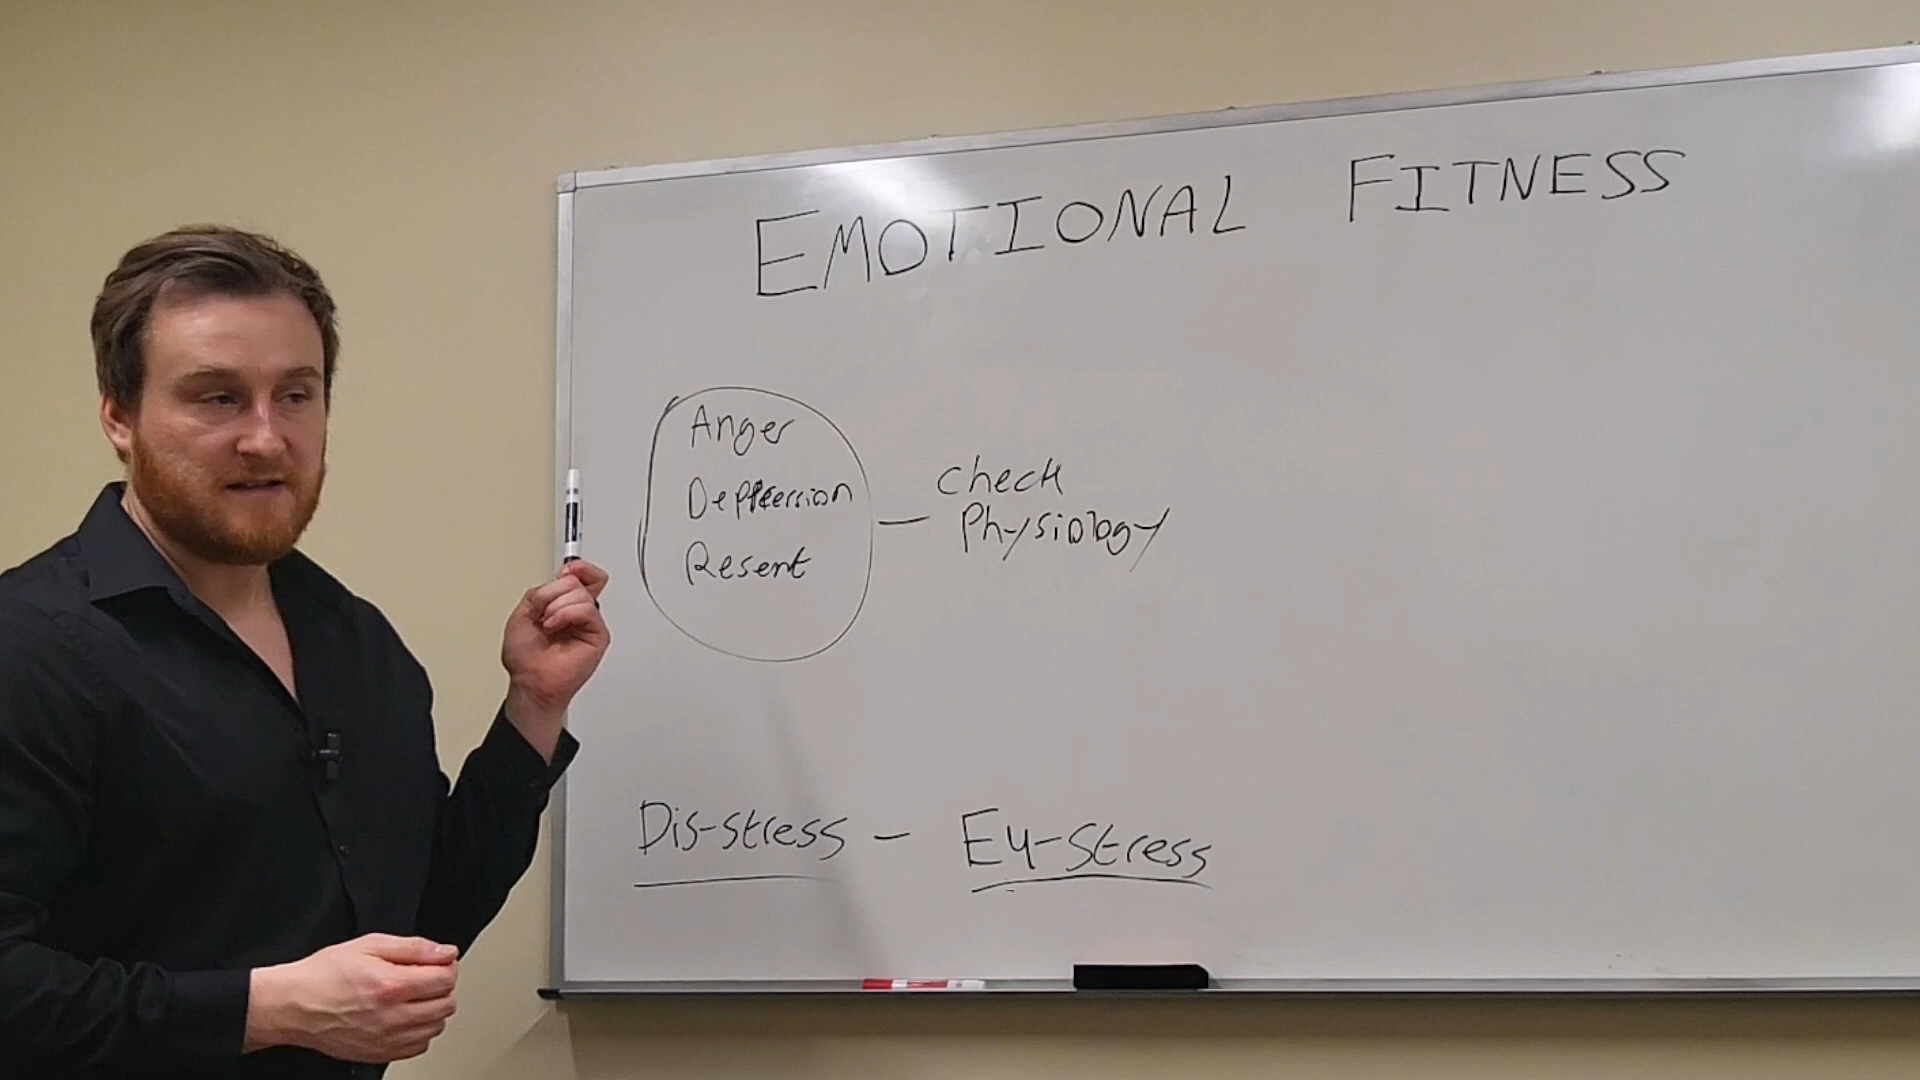 EMOTIONAL FITNESS
Anger
Deppression
Resent
— check
physiology
Dis-stress — Eu-stress